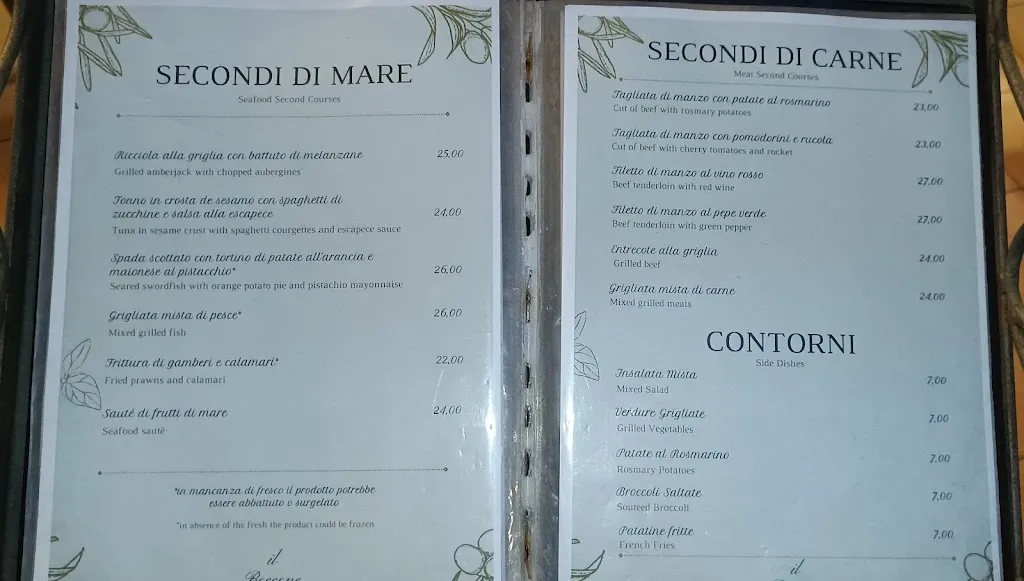 SECONDI DI MARE
Seafood Second Courses
Ricciola alla griglia con battuto di melanzane 25,00
Grilled amberjack with chopped aubergines
Tonno in crosta de sesamo con spaghetti di
zucchine e salsa alla escapece 24,00
Tuna in sesame crust with spaghetti courgettes and escapece sauce
Spada scottato con tortino di patate all'arancia e
maionese al pistacchio* 26,00
Seared swordfish with orange potato pie and pistachio mayonnaise
Grigliata mista di pesce* 26,00
Mixed grilled fish
Frittura di gamberi e calamari* 22,00
Fried prawns and calamari
Sauté di frutti di mare 24,00
Seafood sautè
*in mancanza di fresco il prodotto potrebbe
essere abbattuto o surgelato
*in absence of the fresh the product could be frozen
il
Boccone
SECONDI DI CARNE
Meat Second Courses
Tagliata di manzo con patate al rosmarino 23,00
Cut of beef with rosmary potatoes
Tagliata di manzo con pomodorini e rucola 23,00
Cut of beef with cherry tomatoes and rocket
Filetto di manzo al vino rosso 27,00
Beef tenderloin with red wine
Filetto di manzo al pepe verde 27,00
Beef tenderloin with green pepper
Entrecote alla griglia 24,00
Grilled beef
Grigliata mista di carne 24,00
Mixed grilled meats
CONTORNI
Side Dishes
Insalata Mista 7,00
Mixed Salad
Verdure Grigliate 7,00
Grilled Vegetables
Patate al Rosmarino 7,00
Rosmary Potatoes
Broccoli Saltate 7,00
Souteed Broccoli
Patatine fritte 7,00
French Fries
il